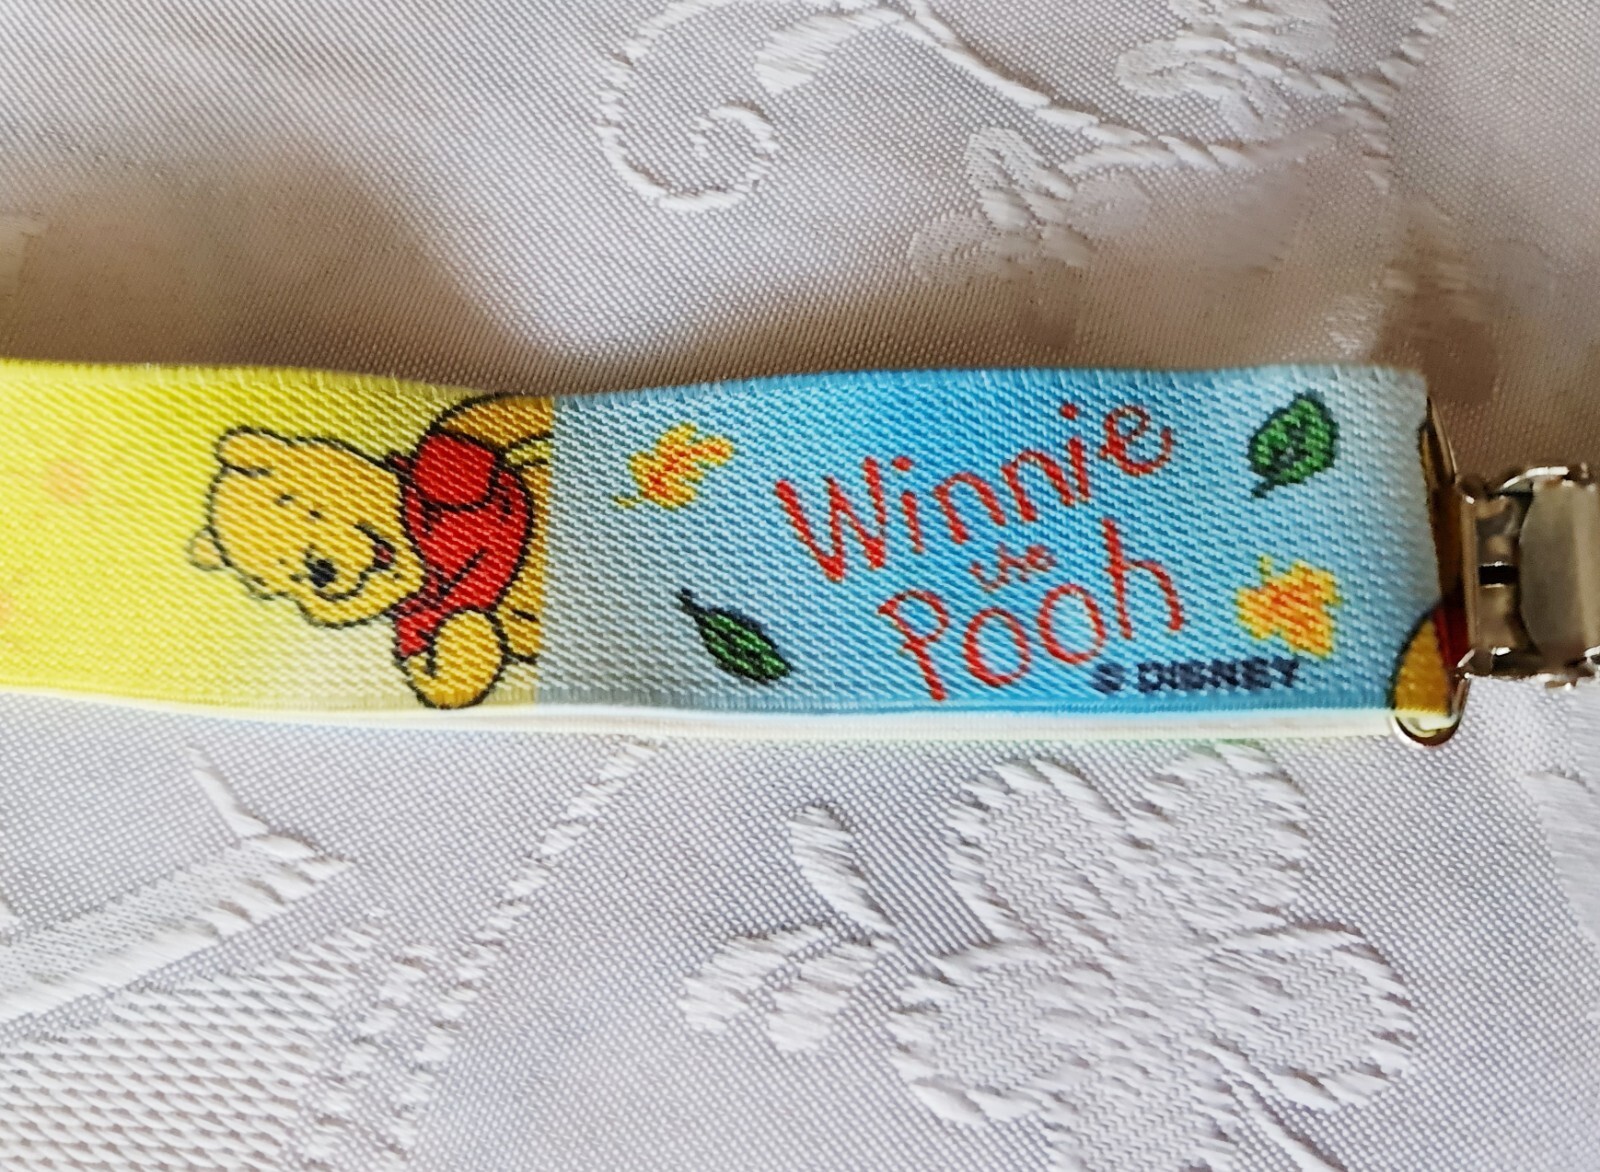 Winnie
the
Pooh
© DISNEY